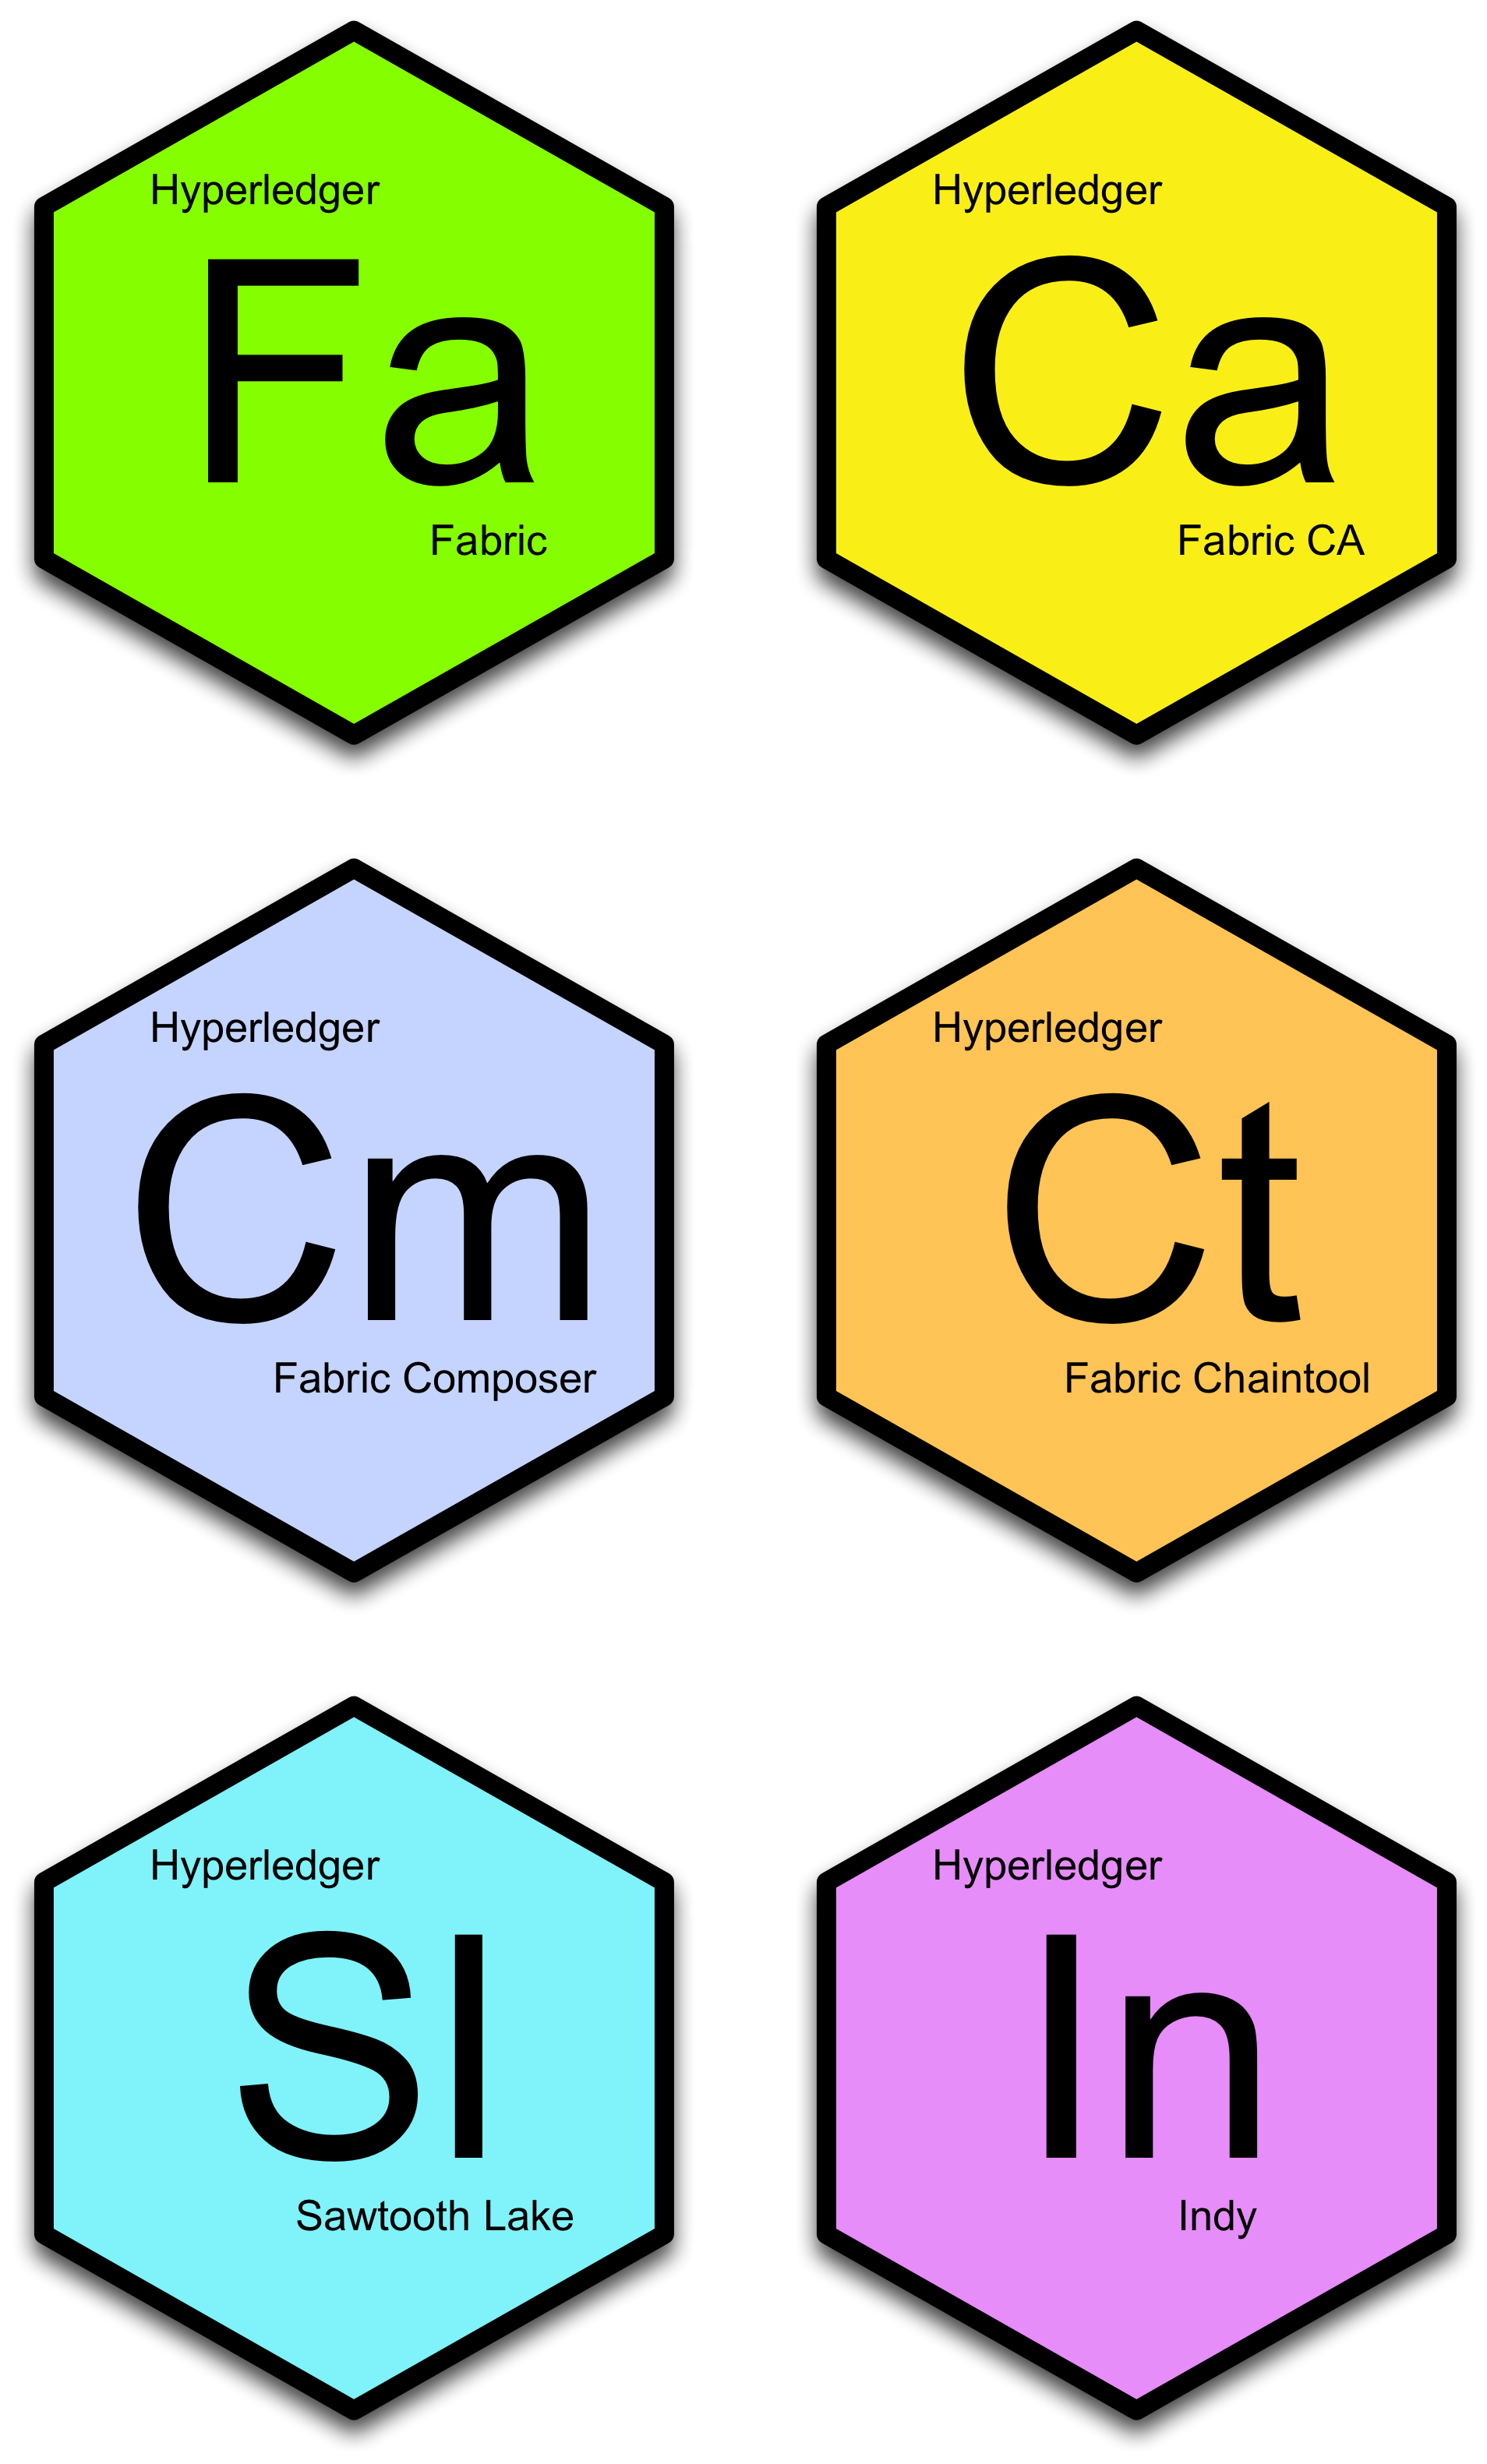 Hyperledger
Fa
Fabric
Hyperledger
Ca
Fabric CA
Hyperledger
Cm
Fabric Composer
Hyperledger
Ct
Fabric Chaintool
Hyperledger
Sl
Sawtooth Lake
Hyperledger
In
Indy